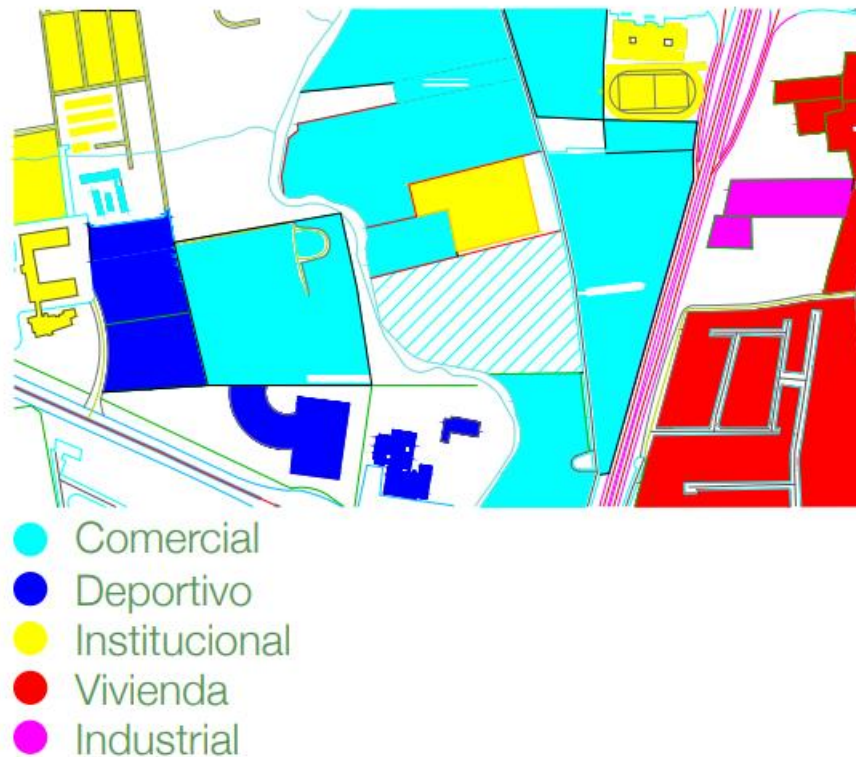 Comercial
Deportivo
Institucional
Vivienda
Industrial